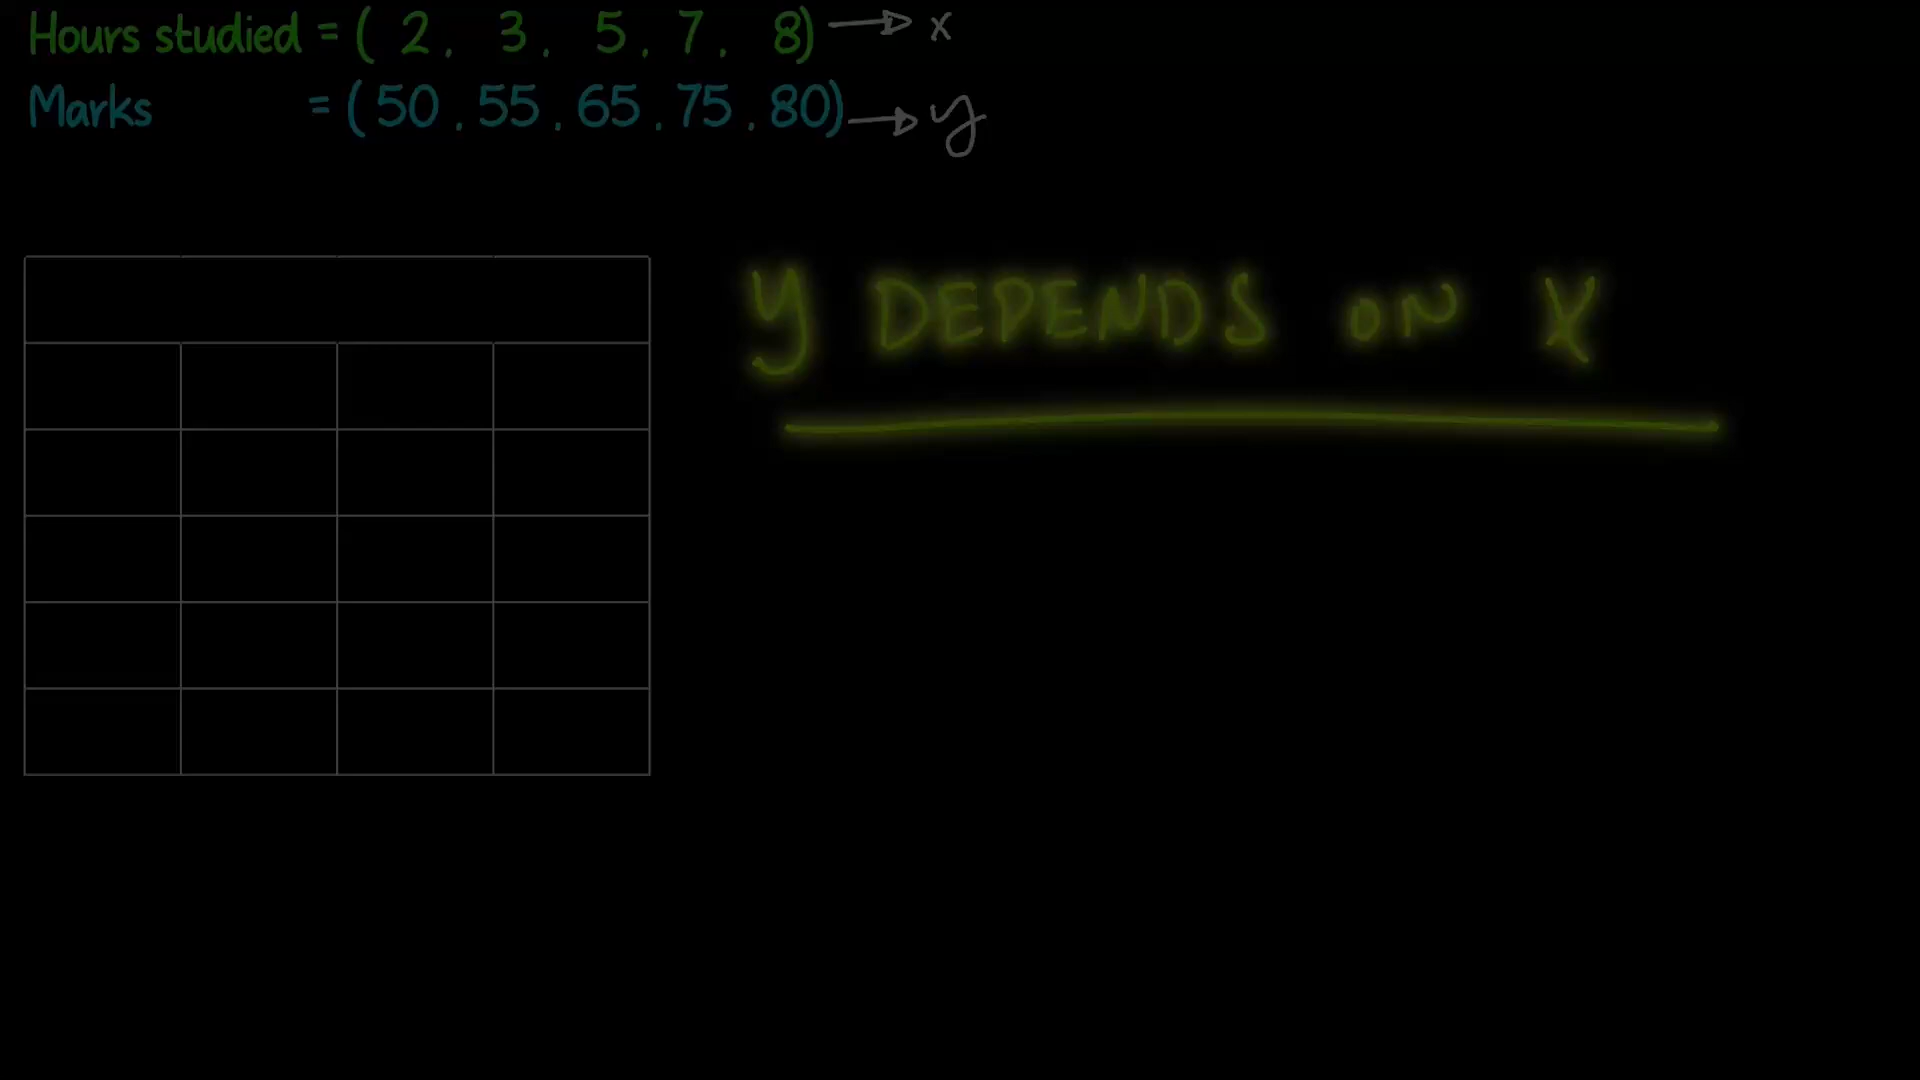 Hours studied = ( 2, 3, 5, 7, 8) → x
Marks = ( 50, 55, 65, 75, 80) → y
Y DEPENDS ON X